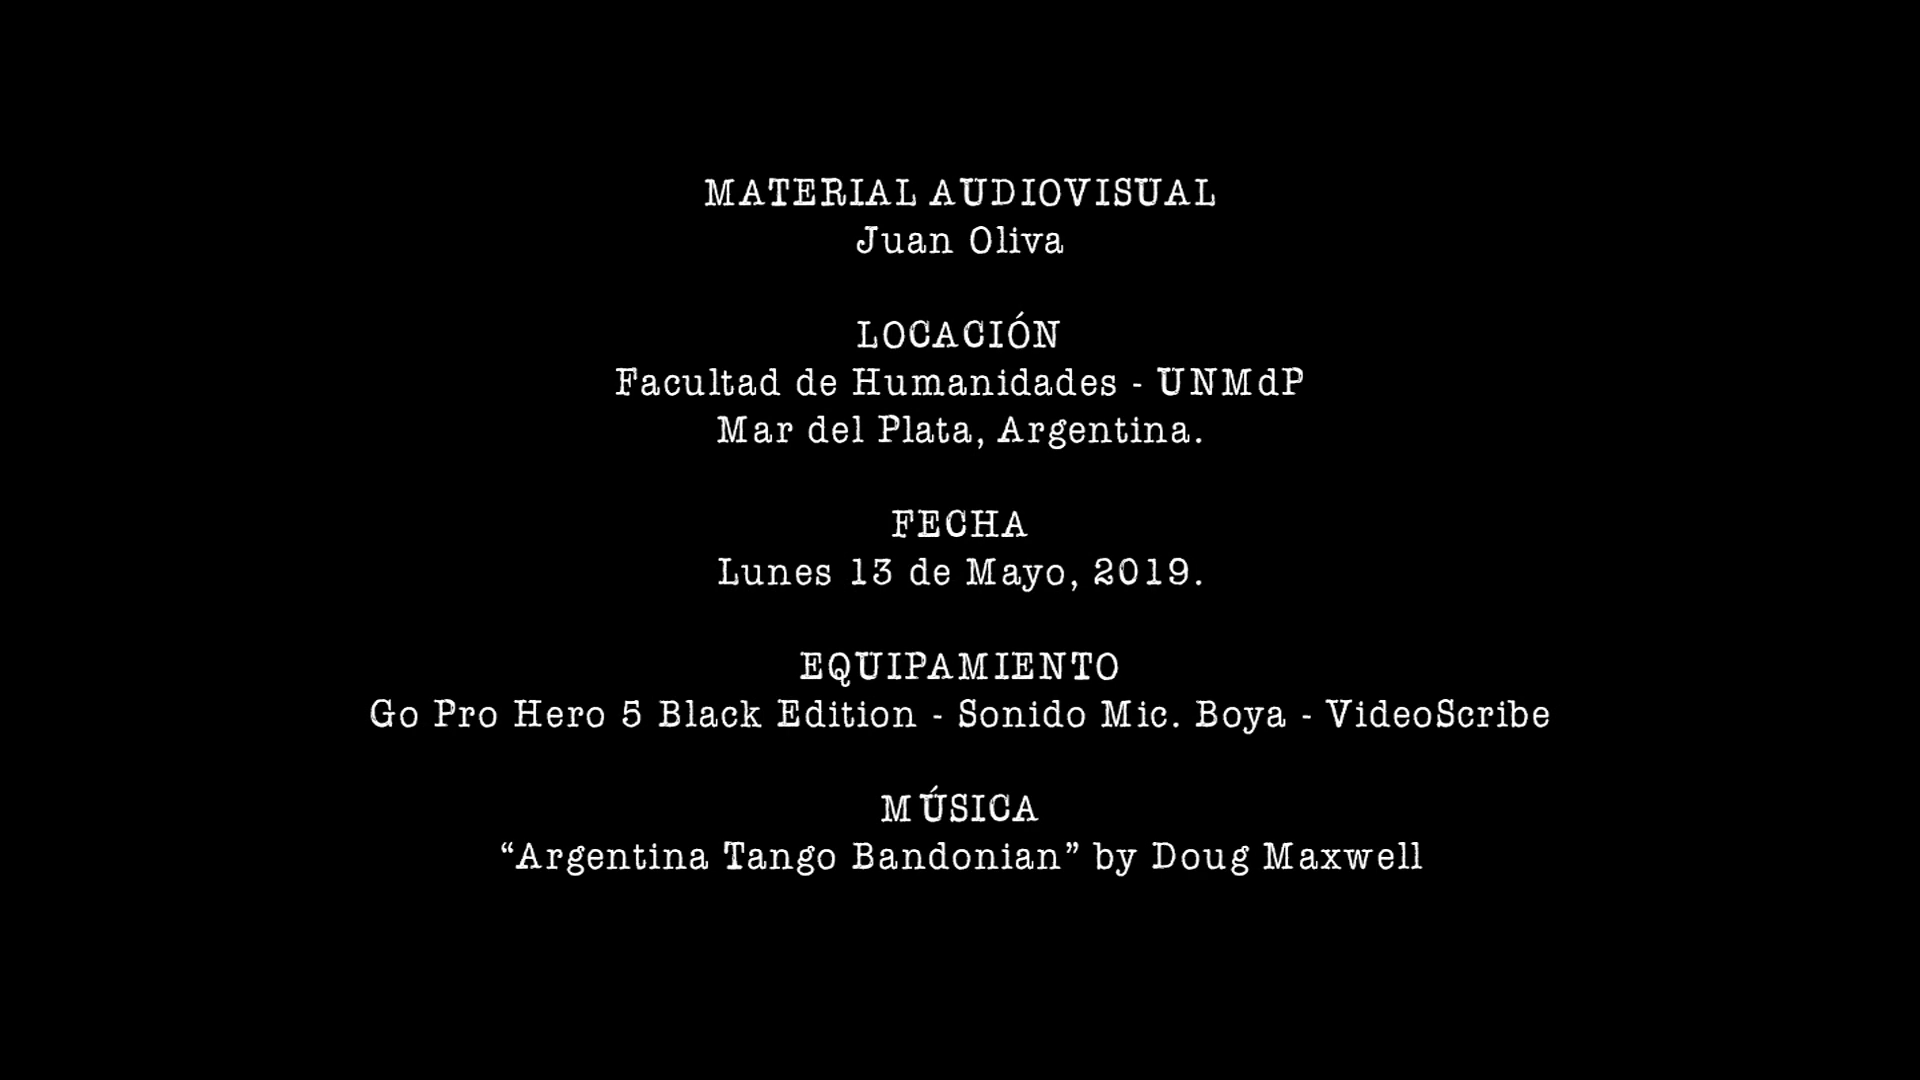 MATERIAL AUDIOVISUAL
Juan Oliva
LOCACIÓN
Facultad de Humanidades - UNMdP
Mar del Plata, Argentina.
FECHA
Lunes 13 de Mayo, 2019.
EQUIPAMIENTO
Go Pro Hero 5 Black Edition - Sonido Mic. Boya - VideoScribe
MÚSICA
“Argentina Tango Bandonian” by Doug Maxwell